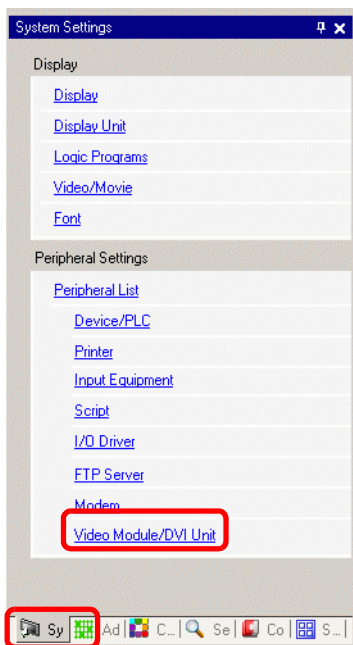 System Settings
Display
Display
Display Unit
Logic Programs
Video/Movie
Font
Peripheral Settings
Peripheral List
Device/PLC
Printer
Input Equipment
Script
I/O Driver
FTP Server
Modem
Video Module/DVI Unit
Sy Ad C... Se Co S...